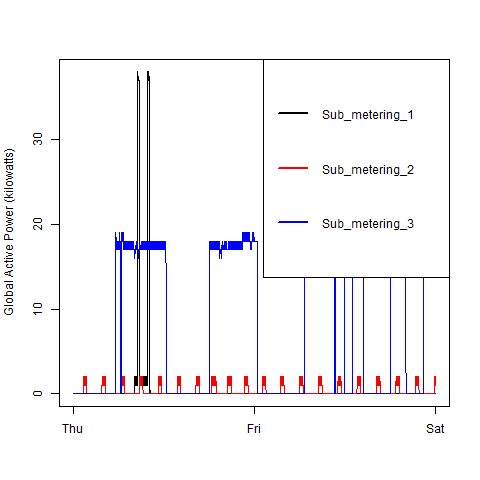 Global Active Power (kilowatts)
30
20
10
0
Sub_metering_1
Sub_metering_2
Sub_metering_3
Thu
Fri
Sat